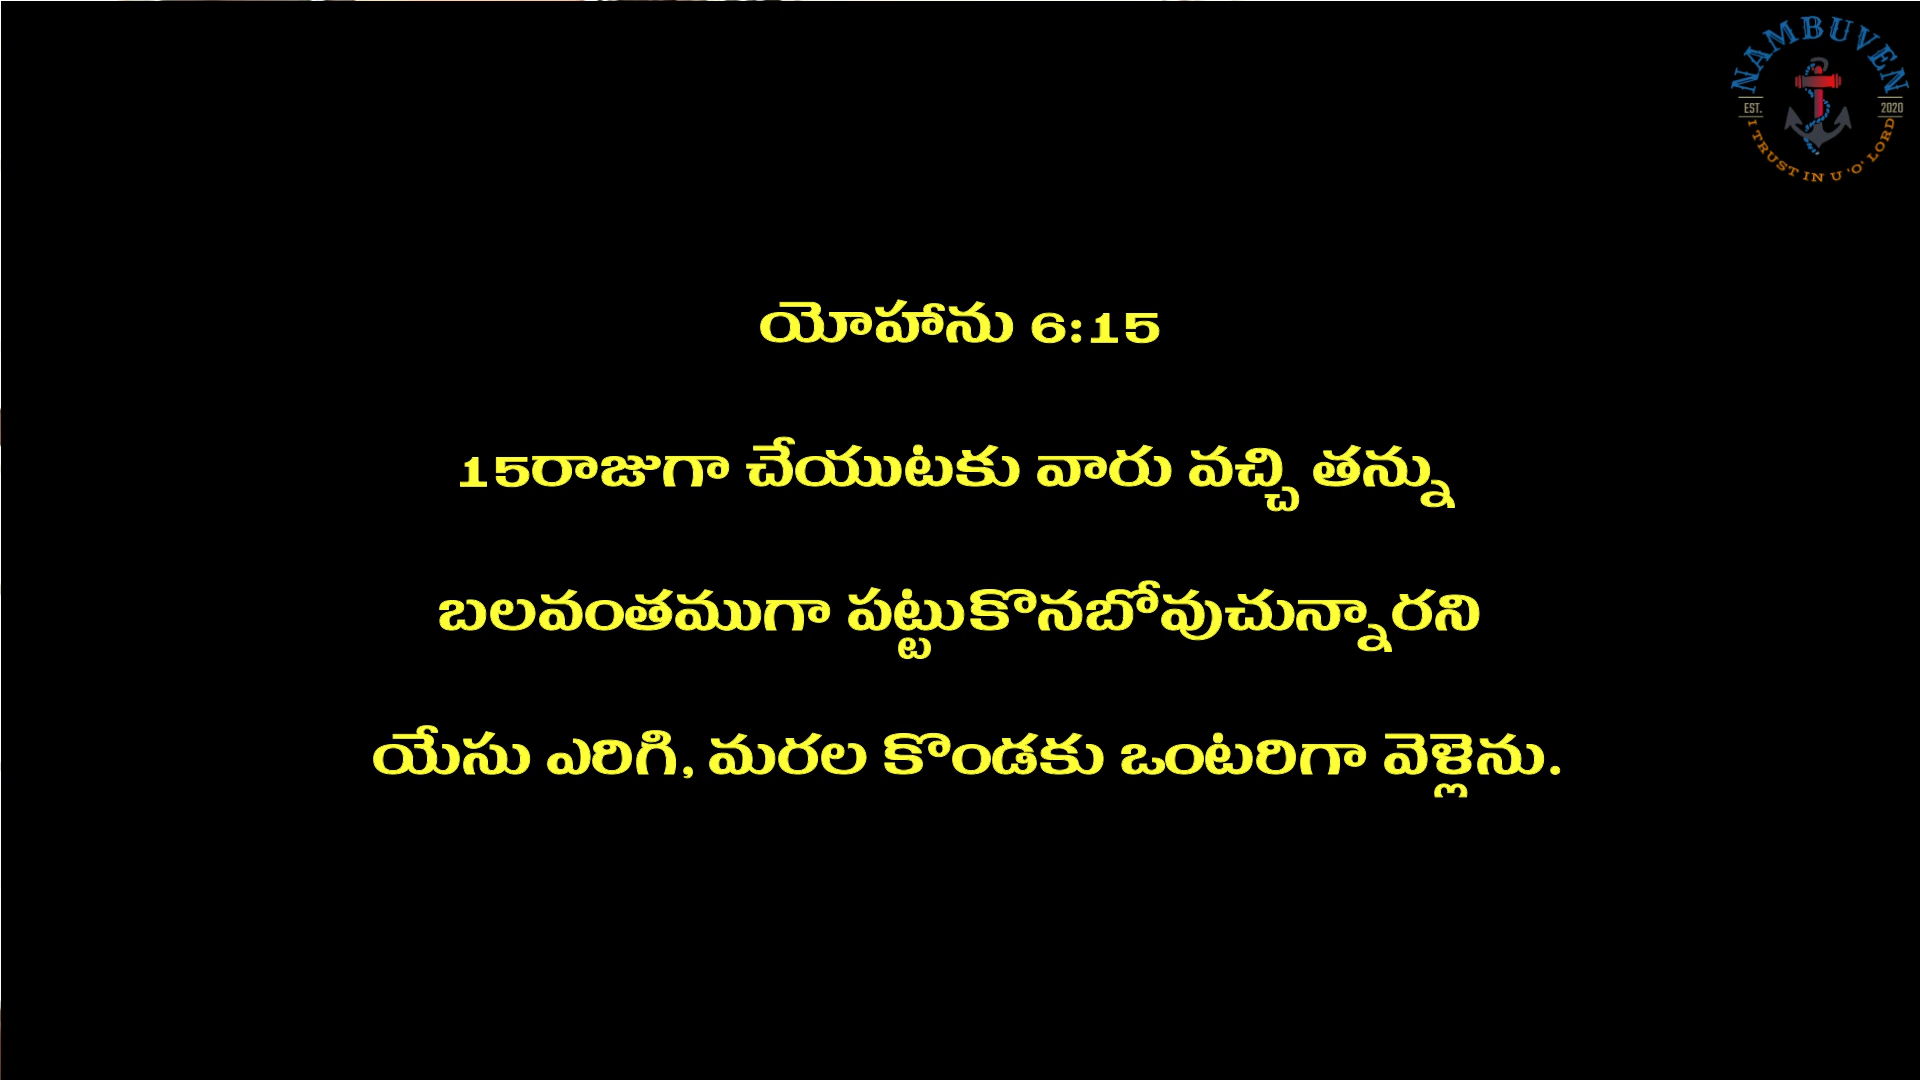 NAMBUVEN
EST. 2020
I TRUST IN U 'O' LORD
యోహాను 6:15
15రాజుగా చేయుటకు వారు వచ్చి తన్ను
బలవంతముగా పట్టుకొనబోవుచున్నారని
యేసు ఎరిగి, మరల కొండకు ఒంటరిగా వెళ్లెను.